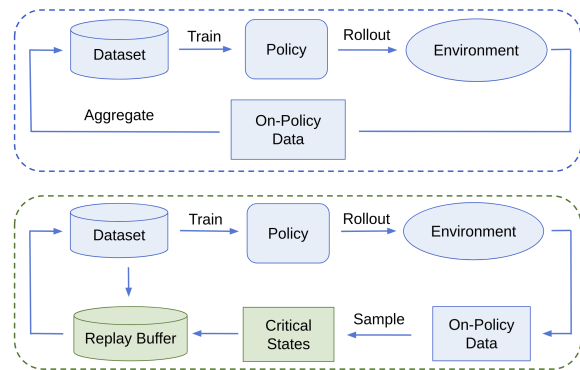 Dataset
Train
Policy
Rollout
Environment
Aggregate
On-Policy
Data
Dataset
Train
Policy
Rollout
Environment
Replay Buffer
Critical
States
Sample
On-Policy
Data